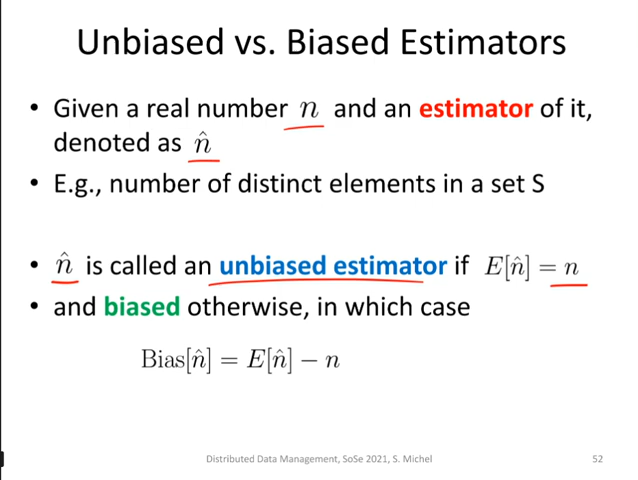 Unbiased vs. Biased Estimators
• Given a real number n and an estimator of it,
denoted as n̂
• E.g., number of distinct elements in a set S
• n̂ is called an unbiased estimator if E[n̂] = n
• and biased otherwise, in which case
Bias[n̂] = E[n̂] − n
Distributed Data Management, SoSe 2021, S. Michel 52